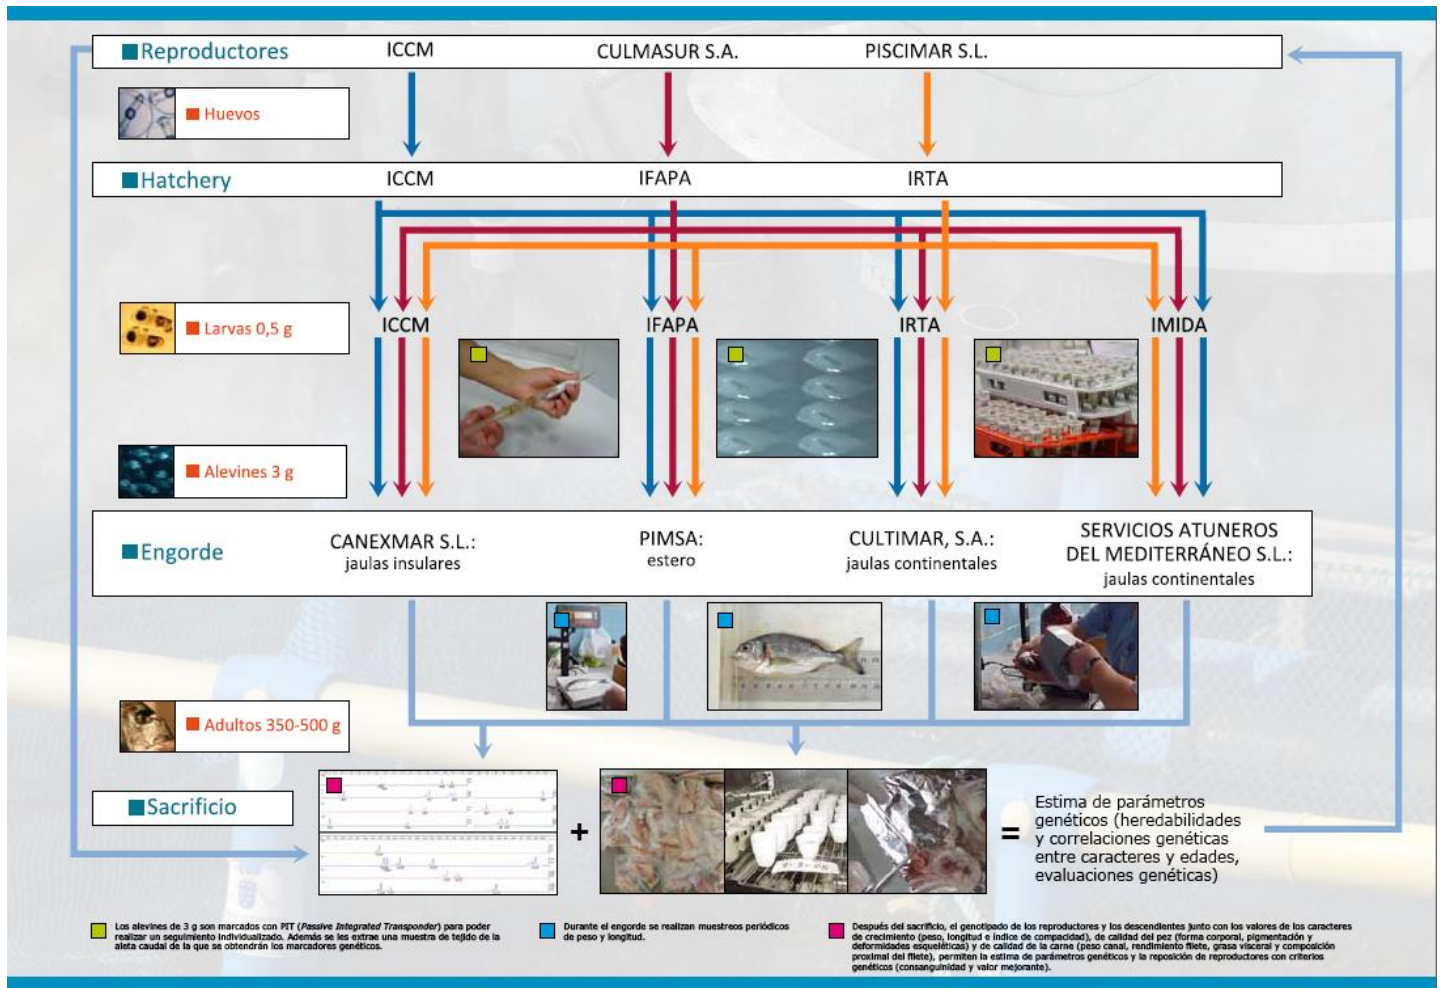 Reproductores
ICCM
CULMASUR S.A.
PISCIMAR S.L.
Huevos
Hatchery
ICCM
IFAPA
IRTA
Larvas 0,5 g
ICCM
IFAPA
IRTA
IMIDA
Alevines 3 g
Engorde
CANEXMAR S.L.:
jaulas insulares
PIMSA:
estero
CULTIMAR, S.A.:
jaulas continentales
SERVICIOS ATUNEROS
DEL MEDITERRÁNEO S.L.:
jaulas continentales
Adultos 350-500 g
Sacrificio
+
=
Estima de parámetros
genéticos (heredabilidades
y correlaciones genéticas
entre caracteres y edades,
evaluaciones genéticas)
Los alevines de 3 g son marcados con PIT (Passive Integrated Transponder) para poder
realizar un seguimiento individualizado. Además se les extrae una muestra de tejido de la
aleta caudal de la que se obtendrán los marcadores genéticos.
Durante el engorde se realizan muestreos periódicos
de peso y longitud.
Después del sacrificio, el genotipado de los reproductores y los descendientes junto con los valores de los caracteres
de crecimiento (peso, longitud e índice de compacidad), de calidad del pez (forma corporal, pigmentación y
deformidades esqueléticas) y de calidad de la carne (peso canal, rendimiento filete, grasa visceral y composición
proximal del filete), permiten la estima de parámetros genéticos y la reposición de reproductores con criterios
genéticos (consanguinidad y valor mejorante).